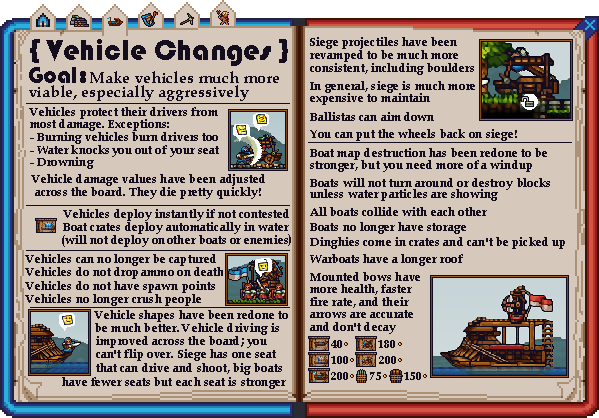 { Vehicle Changes }
Goal: Make vehicles much more
viable, especially aggressively
Vehicles protect their drivers from
most damage. Exceptions:
- Burning vehicles burn drivers too
- Water knocks you out of your seat
- Drowning
Vehicle damage values have been adjusted
across the board. They die pretty quickly!
Vehicles deploy instantly if not contested
Boat crates deploy automatically in water
(will not deploy on other boats or enemies)
Vehicles can no longer be captured
Vehicles do not drop ammo on death
Vehicles do not have spawn points
Vehicles no longer crush people
Vehicle shapes have been redone to
be much better. Vehicle driving is
improved across the board; you
can't flip over. Siege has one seat
that can drive and shoot, big boats
have fewer seats but each seat is stronger
Siege projectiles have been
revamped to be much more
consistent, including boulders
In general, siege is much more
expensive to maintain
Ballistas can aim down
You can put the wheels back on siege!
Boat map destruction has been redone to be
stronger, but you need more of a windup
Boats will not turn around or destroy blocks
unless water particles are showing
All boats collide with each other
Boats no longer have storage
Dinghies come in crates and can't be picked up
Warboats have a longer roof
Mounted bows have
more health, faster
fire rate, and their
arrows are accurate
and don't decay
40 180
100 200
200 75 150